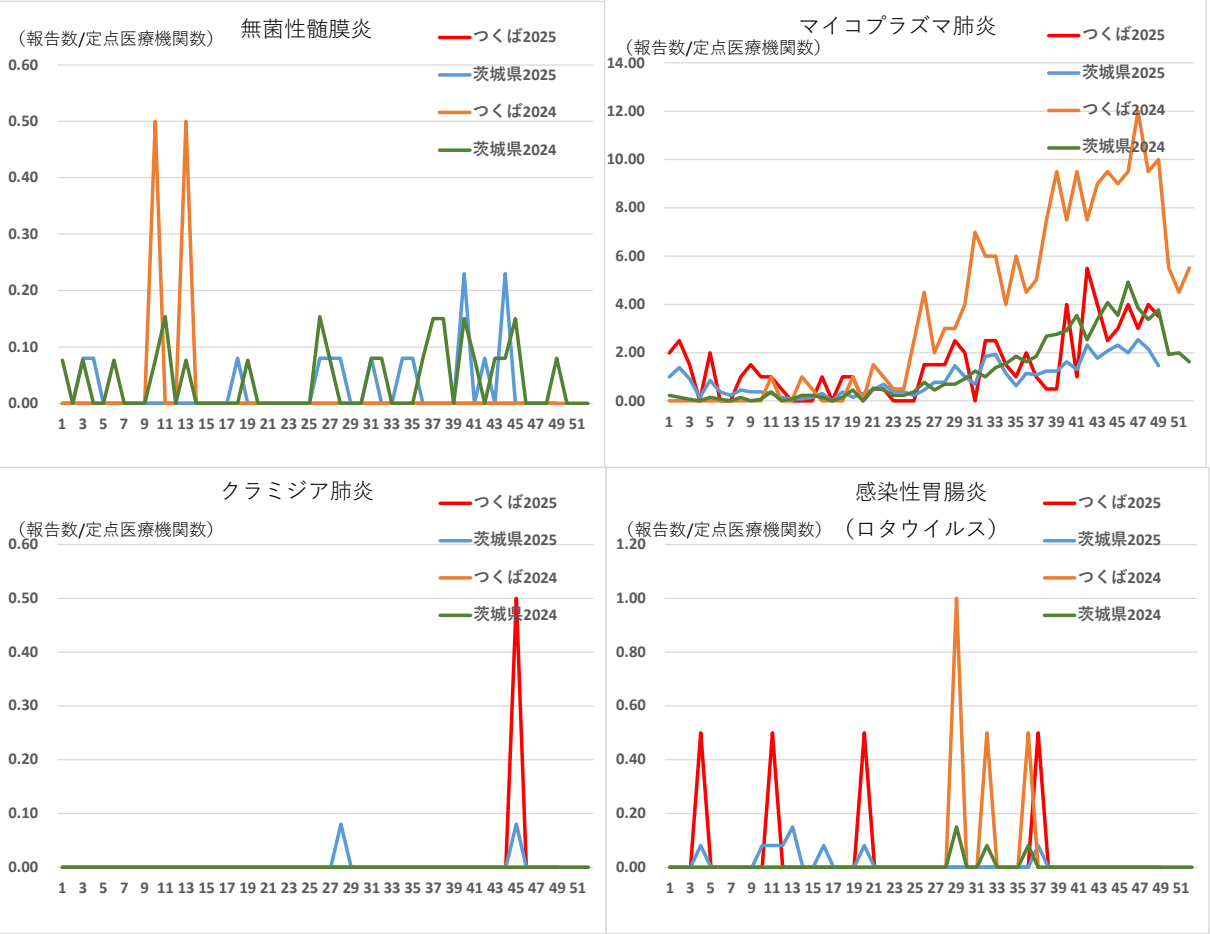 無菌性髄膜炎
（報告数/定点医療機関数）
つくば2025
茨城県2025
つくば2024
茨城県2024
0.60
0.50
0.40
0.30
0.20
0.10
0.00
1 3 5 7 9 11 13 15 17 19 21 23 25 27 29 31 33 35 37 39 41 43 45 47 49 51
マイコプラズマ肺炎
（報告数/定点医療機関数）
つくば2025
茨城県2025
つくば2024
茨城県2024
14.00
12.00
10.00
8.00
6.00
4.00
2.00
0.00
1 3 5 7 9 11 13 15 17 19 21 23 25 27 29 31 33 35 37 39 41 43 45 47 49 51
クラミジア肺炎
（報告数/定点医療機関数）
つくば2025
茨城県2025
つくば2024
茨城県2024
0.60
0.50
0.40
0.30
0.20
0.10
0.00
1 3 5 7 9 11 13 15 17 19 21 23 25 27 29 31 33 35 37 39 41 43 45 47 49 51
感染性胃腸炎
（ロタウイルス）
（報告数/定点医療機関数）
つくば2025
茨城県2025
つくば2024
茨城県2024
1.20
1.00
0.80
0.60
0.40
0.20
0.00
1 3 5 7 9 11 13 15 17 19 21 23 25 27 29 31 33 35 37 39 41 43 45 47 49 51